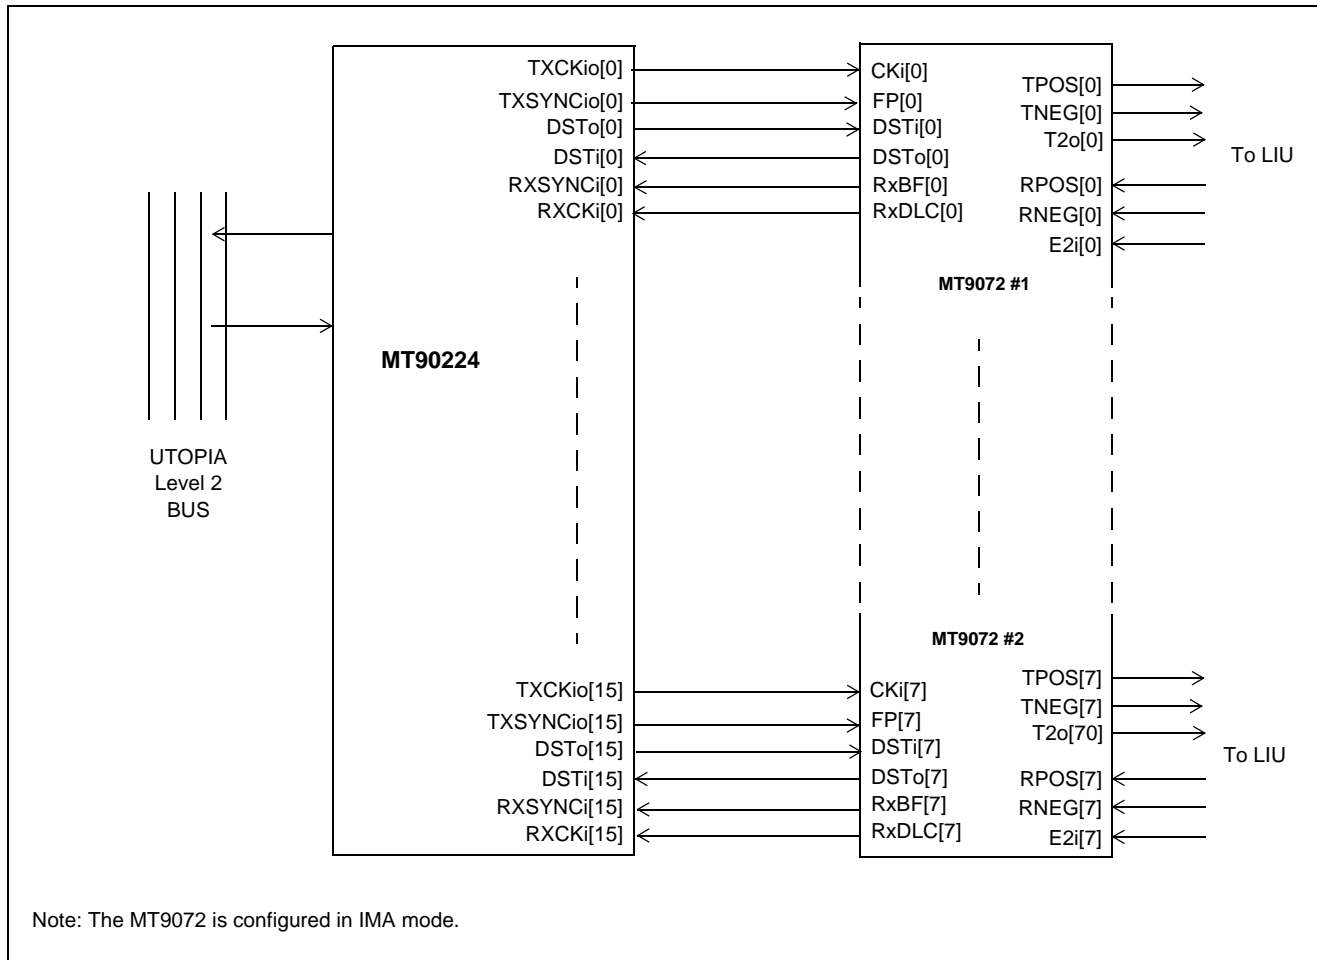 TXCKio[0]
TXSYNCio[0]
DSTo[0]
DSTi[0]
RXSYNCi[0]
RXCKi[0]
CKi[0]
FP[0]
DSTi[0]
DSTo[0]
RxBF[0]
RxDLC[0]
TPOS[0]
TNEG[0]
T2o[0]
RPOS[0]
RNEG[0]
E2i[0]
To LIU
MT9072 #1
MT90224
UTOPIA
Level 2
BUS
MT9072 #2
TXCKio[15]
TXSYNCio[15]
DSTo[15]
DSTi[15]
RXSYNCi[15]
RXCKi[15]
CKi[7]
FP[7]
DSTi[7]
DSTo[7]
RxBF[7]
RxDLC[7]
TPOS[7]
TNEG[7]
T2o[70]
RPOS[7]
RNEG[7]
E2i[7]
To LIU
Note: The MT9072 is configured in IMA mode.